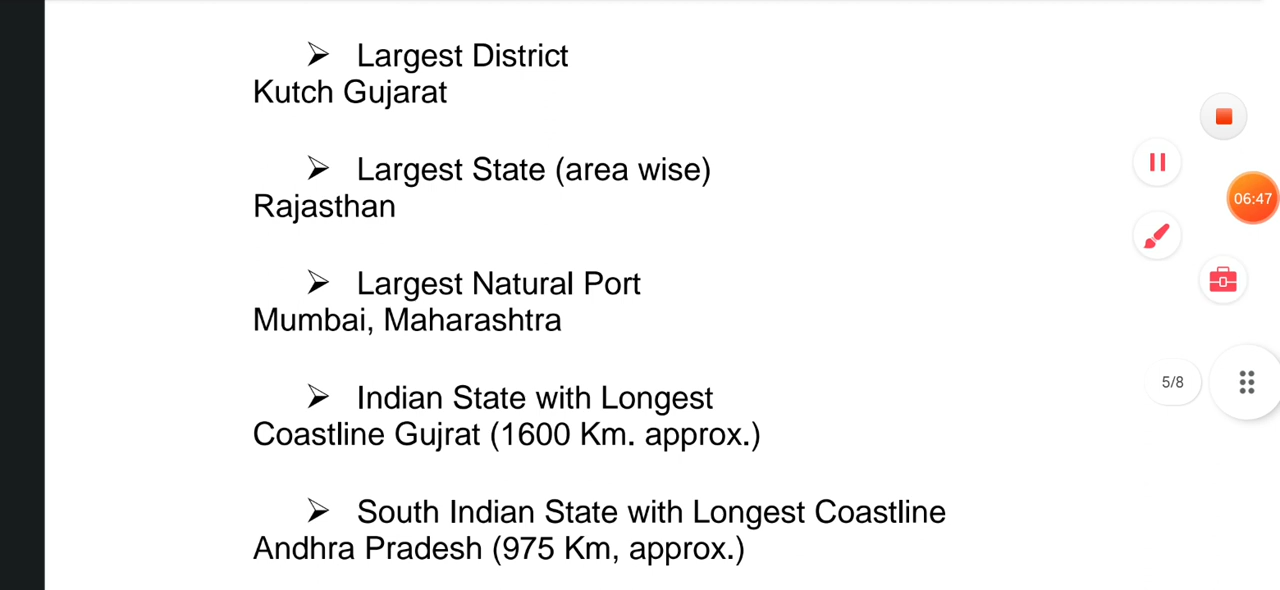 ➢ Largest District
Kutch Gujarat
➢ Largest State (area wise)
Rajasthan
➢ Largest Natural Port
Mumbai, Maharashtra
➢ Indian State with Longest
Coastline Gujrat (1600 Km. approx.)
➢ South Indian State with Longest Coastline
Andhra Pradesh (975 Km, approx.)
06:47
5/8